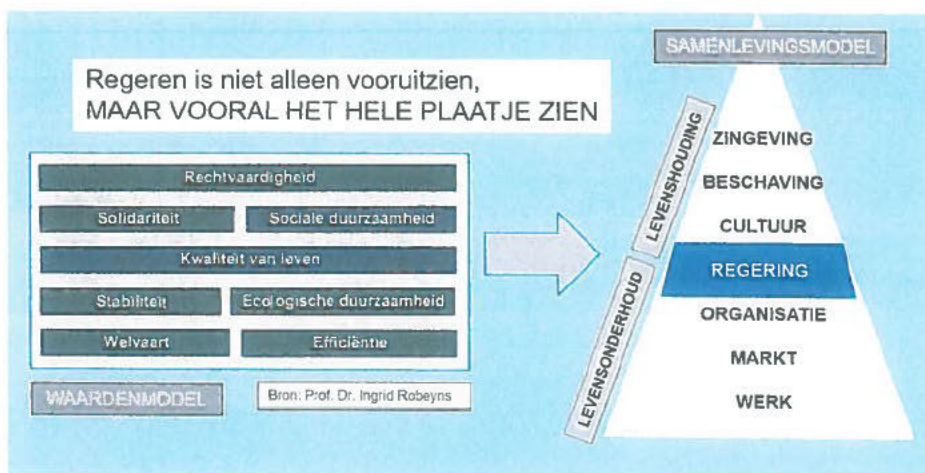 Regeren is niet alleen vooruitzien,
MAAR VOORAL HET HELE PLAATJE ZIEN
Rechtvaardigheid
Solidariteit
Sociale duurzaamheid
Kwaliteit van leven
Stabiliteit
Ecologische duurzaamheid
Welvaart
Efficiëntie
WAARDENMODEL
Bron: Prof. Dr. Ingrid Robeyns
SAMENLEVINGSMODEL
LEVENSHOUDING
LEVENSONDERHOUD
ZINGEVING
BESCHAVING
CULTUUR
REGERING
ORGANISATIE
MARKT
WERK